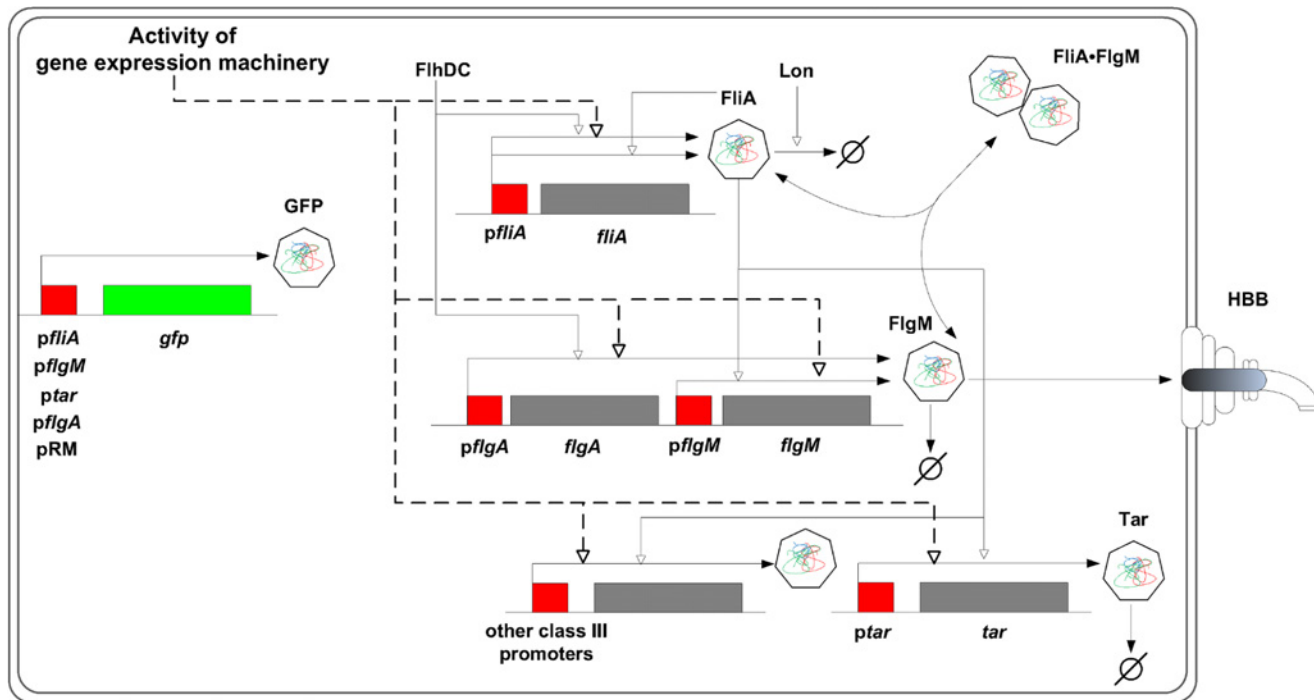 Activity of
gene expression machinery
FlhDC
FliA
Lon
FliA•FlgM
pfliA
fliA
GFP
pfliA
gfp
pflgM
ptar
pflgA
pRM
HBB
FlgM
pflgA
flgA
pflgM
flgM
Tar
other class III
promoters
ptar
tar